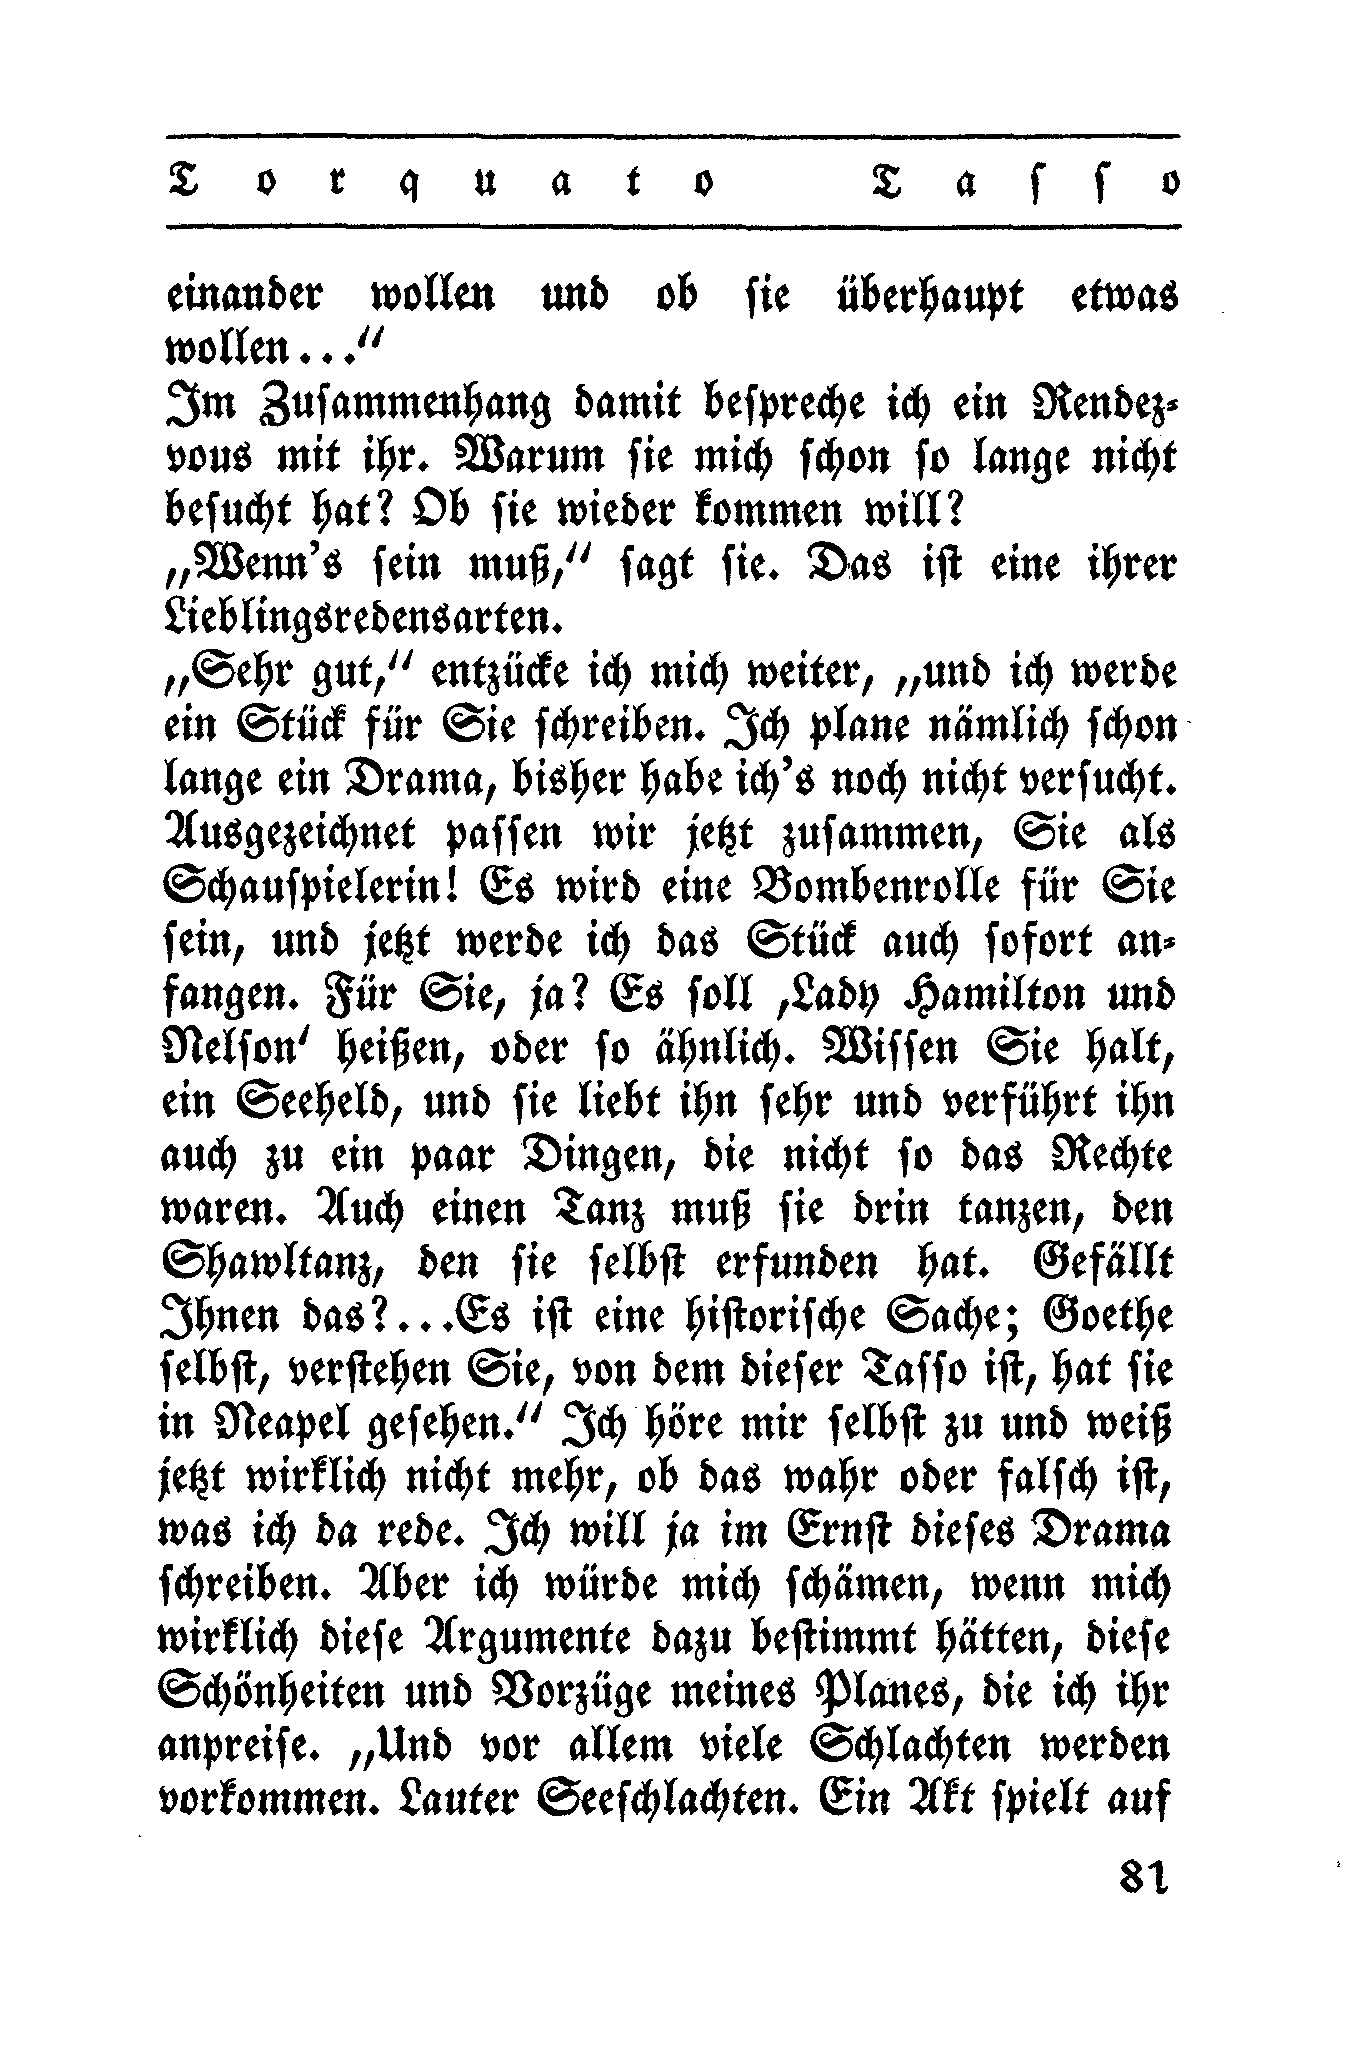 Torquato Tasso
einander wollen und ob sie überhaupt etwas
wollen...“
Im Zusammenhang damit bespreche ich ein Rendez-
vous mit ihr. Warum sie mich schon so lange nicht
besucht hat? Ob sie wieder kommen will?
„Wenn's sein muß,“ sagt sie. Das ist eine ihrer
Lieblingsredensarten.
„Sehr gut,“ entzücke ich mich weiter, „und ich werde
ein Stück für Sie schreiben. Ich plane nämlich schon
lange ein Drama, bisher habe ich's noch nicht versucht.
Ausgezeichnet passen wir jetzt zusammen, Sie als
Schauspielerin! Es wird eine Bombenrolle für Sie
sein, und jetzt werde ich das Stück auch sofort an-
fangen. Für Sie, ja? Es soll ‚Lady Hamilton und
Nelson‘ heißen, oder so ähnlich. Wissen Sie halt,
ein Seeheld, und sie liebt ihn sehr und verführt ihn
auch zu ein paar Dingen, die nicht so das Rechte
waren. Auch einen Tanz muß sie drin tanzen, den
Shawltanz, den sie selbst erfunden hat. Gefällt
Ihnen das?...Es ist eine historische Sache; Goethe
selbst, verstehen Sie, von dem dieser Tasso ist, hat sie
in Neapel gesehen.“ Ich höre mir selbst zu und weiß
jetzt wirklich nicht mehr, ob das wahr oder falsch ist,
was ich da rede. Ich will ja im Ernst dieses Drama
schreiben. Aber ich würde mich schämen, wenn mich
wirklich diese Argumente dazu bestimmt hätten, diese
Schönheiten und Vorzüge meines Planes, die ich ihr
anpreise. „Und vor allem viele Schlachten werden
vorkommen. Lauter Seeschlachten. Ein Akt spielt auf
81